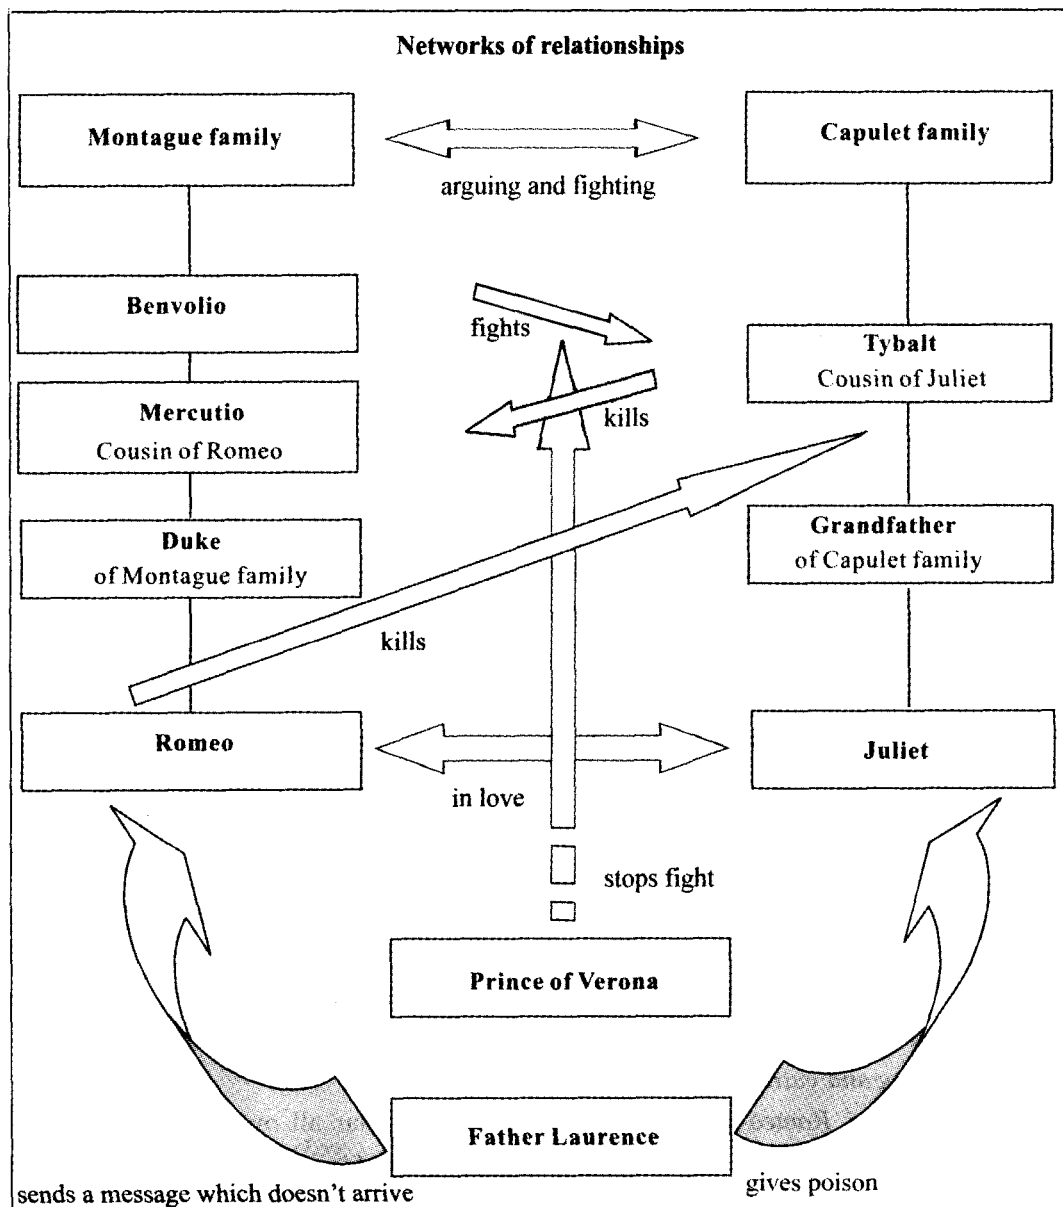 Networks of relationships
Montague family
Capulet family
arguing and fighting
Benvolio
fights
Tybalt
Cousin of Juliet
Mercutio
Cousin of Romeo
kills
Duke
of Montague family
Grandfather
of Capulet family
kills
Romeo
Juliet
in love
stops fight
Prince of Verona
Father Laurence
sends a message which doesn't arrive
gives poison